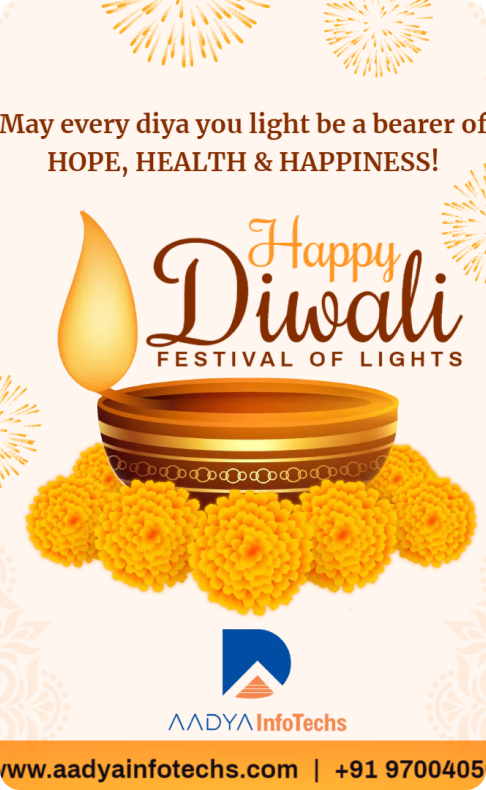 May every diya you light be a bearer of
HOPE, HEALTH & HAPPINESS!
Happy
Diwali
FESTIVAL OF LIGHTS
AADYA InfoTechs
www.aadyainfotechs.com | +91 9700405